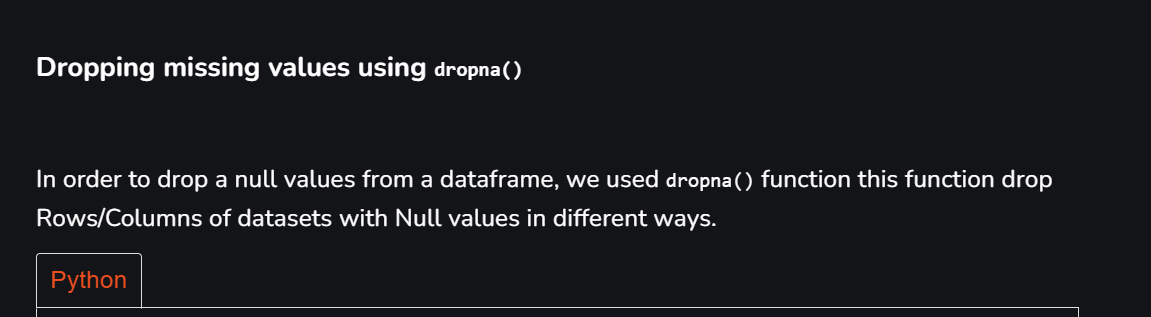 Dropping missing values using dropna()
In order to drop a null values from a dataframe, we used dropna() function this function drop
Rows/Columns of datasets with Null values in different ways.
Python